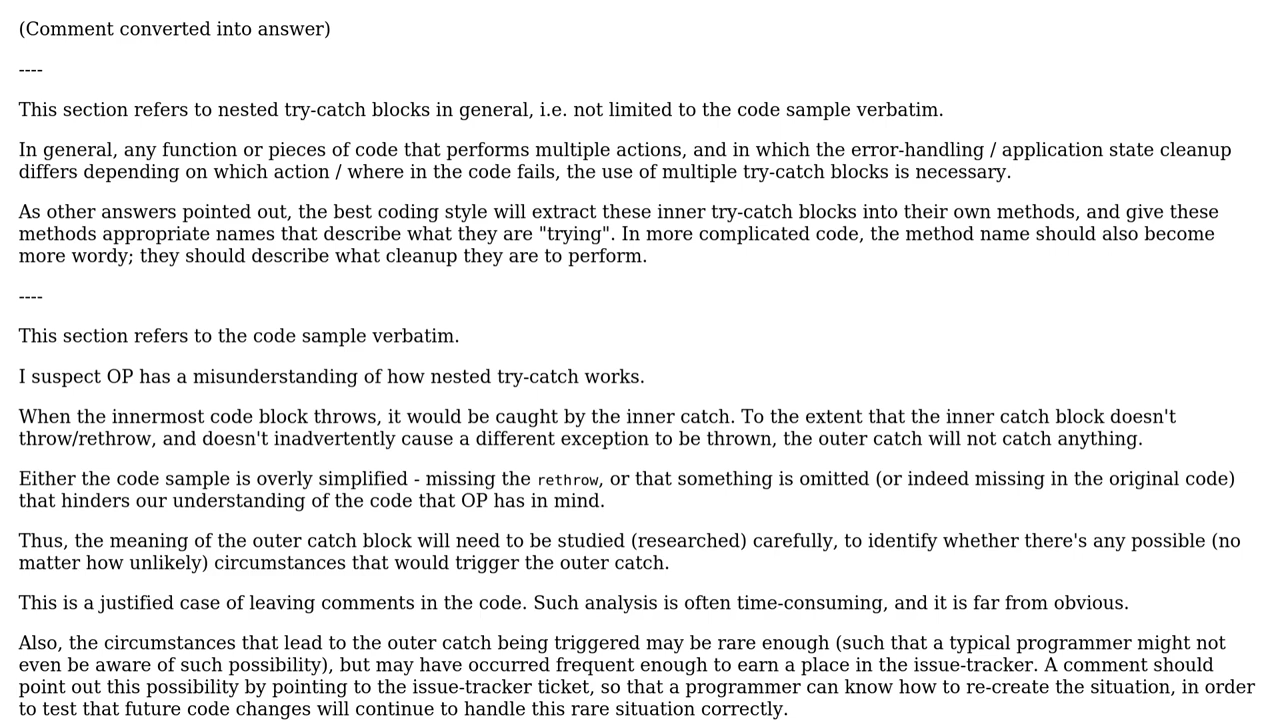 (Comment converted into answer)
----
This section refers to nested try-catch blocks in general, i.e. not limited to the code sample verbatim.
In general, any function or pieces of code that performs multiple actions, and in which the error-handling / application state cleanup
differs depending on which action / where in the code fails, the use of multiple try-catch blocks is necessary.
As other answers pointed out, the best coding style will extract these inner try-catch blocks into their own methods, and give these
methods appropriate names that describe what they are "trying". In more complicated code, the method name should also become
more wordy; they should describe what cleanup they are to perform.
----
This section refers to the code sample verbatim.
I suspect OP has a misunderstanding of how nested try-catch works.
When the innermost code block throws, it would be caught by the inner catch. To the extent that the inner catch block doesn't
throw/rethrow, and doesn't inadvertently cause a different exception to be thrown, the outer catch will not catch anything.
Either the code sample is overly simplified - missing the rethrow, or that something is omitted (or indeed missing in the original code)
that hinders our understanding of the code that OP has in mind.
Thus, the meaning of the outer catch block will need to be studied (researched) carefully, to identify whether there's any possible (no
matter how unlikely) circumstances that would trigger the outer catch.
This is a justified case of leaving comments in the code. Such analysis is often time-consuming, and it is far from obvious.
Also, the circumstances that lead to the outer catch being triggered may be rare enough (such that a typical programmer might not
even be aware of such possibility), but may have occurred frequent enough to earn a place in the issue-tracker. A comment should
point out this possibility by pointing to the issue-tracker ticket, so that a programmer can know how to re-create the situation, in order
to test that future code changes will continue to handle this rare situation correctly.